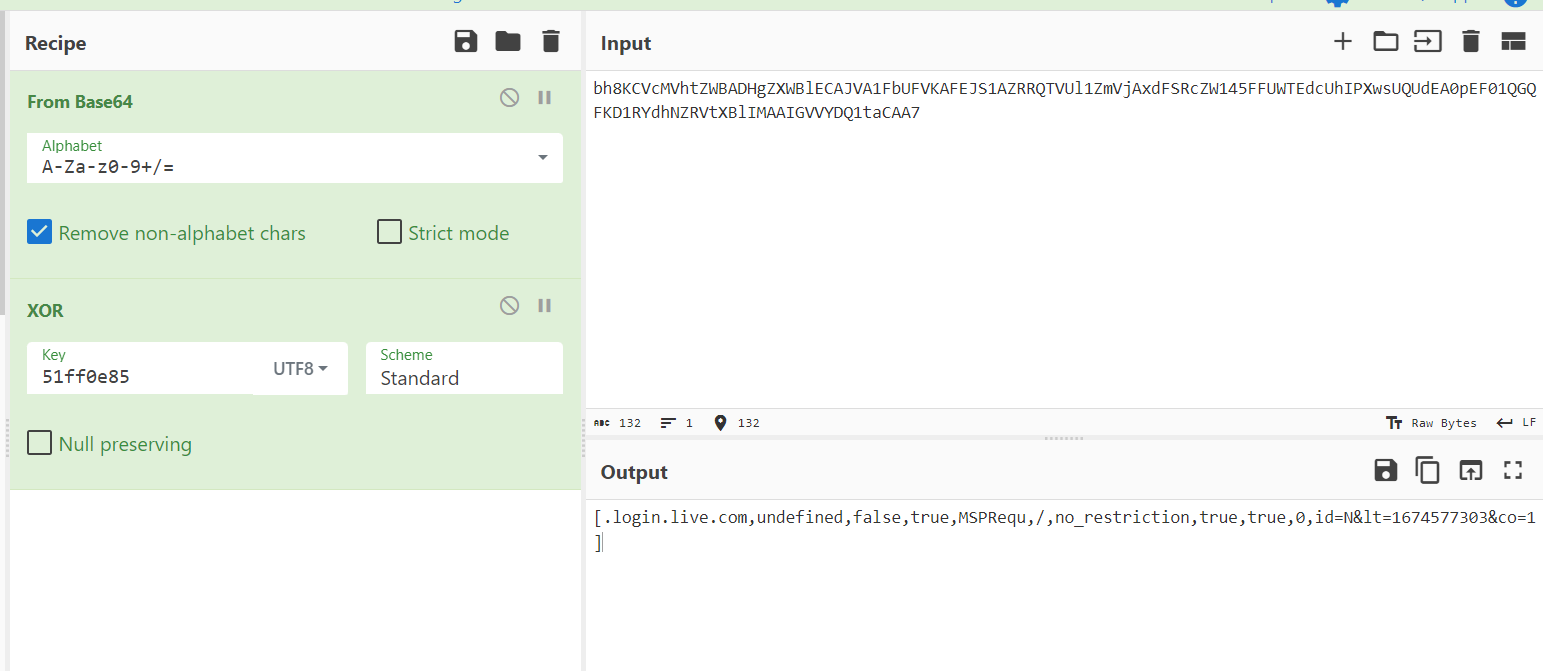 Recipe
From Base64
Alphabet
A-Za-z0-9+/=
Remove non-alphabet chars
Strict mode
XOR
Key
51ff0e85
UTF8
Scheme
Standard
Null preserving
Input
bh8KCVcMVhtZWBADHgZXWBlECAJVA1FbUFVKAFEJS1AZRRQTVUl1ZmVjAxdFSRcZW145FFUWTEdcUhIPXwsUQUdEA0pEF01QGQ
FKD1RYdhNZRVtXBlIMAAIGVVYDQ1taCAA7
ABC 132
1
132
Raw Bytes
LF
Output
[.login.live.com,undefined,false,true,MSPRequ,/,no_restriction,true,true,0,id=N&lt=1674577303&co=1
]